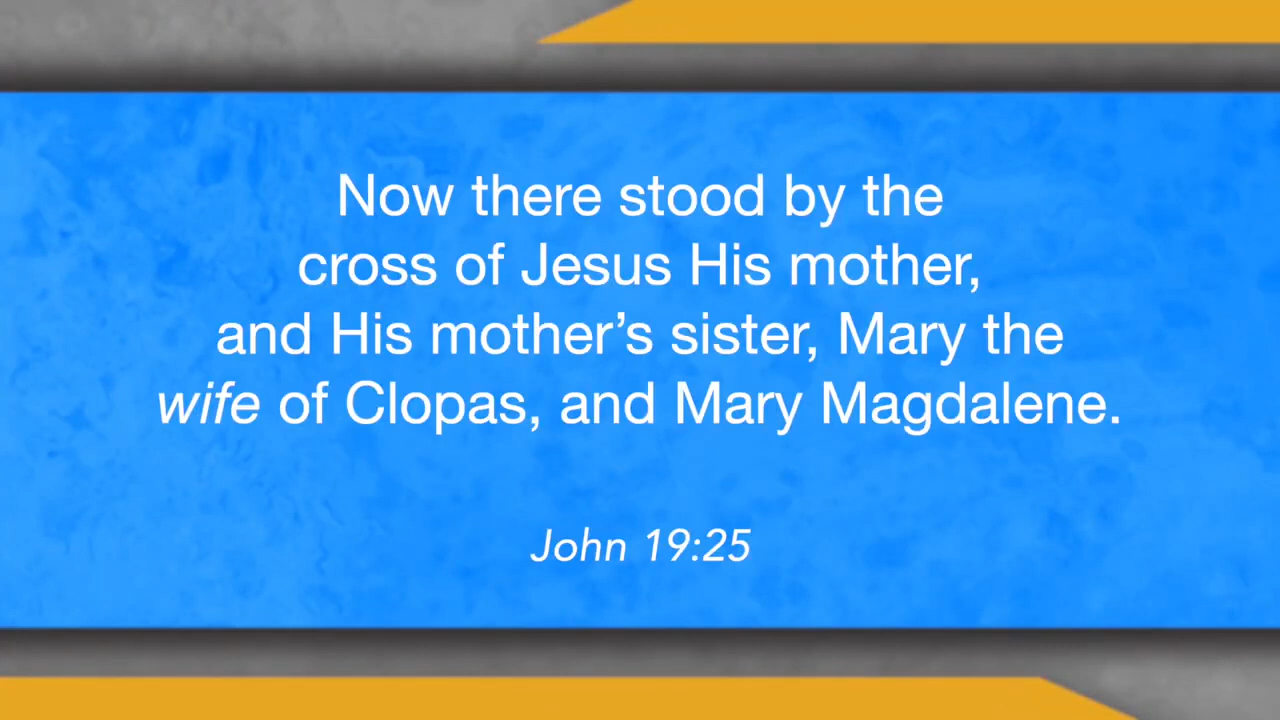 Now there stood by the
cross of Jesus His mother,
and His mother’s sister, Mary the
wife of Clopas, and Mary Magdalene.
John 19:25